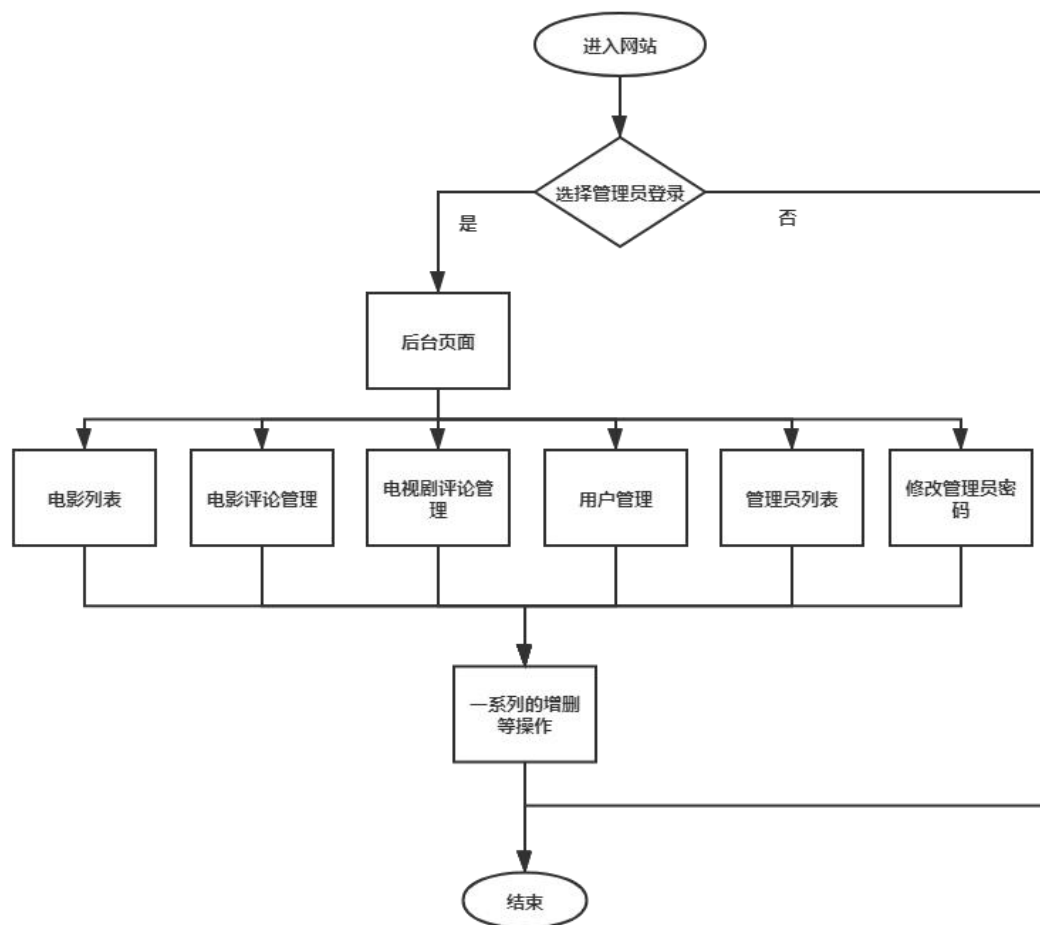 进入网站
选择管理员登录
是
否
后台页面
电影列表
电影评论管理
电视剧评论管
理
用户管理
管理员列表
修改管理员密
码
一系列的增删
等操作
结束